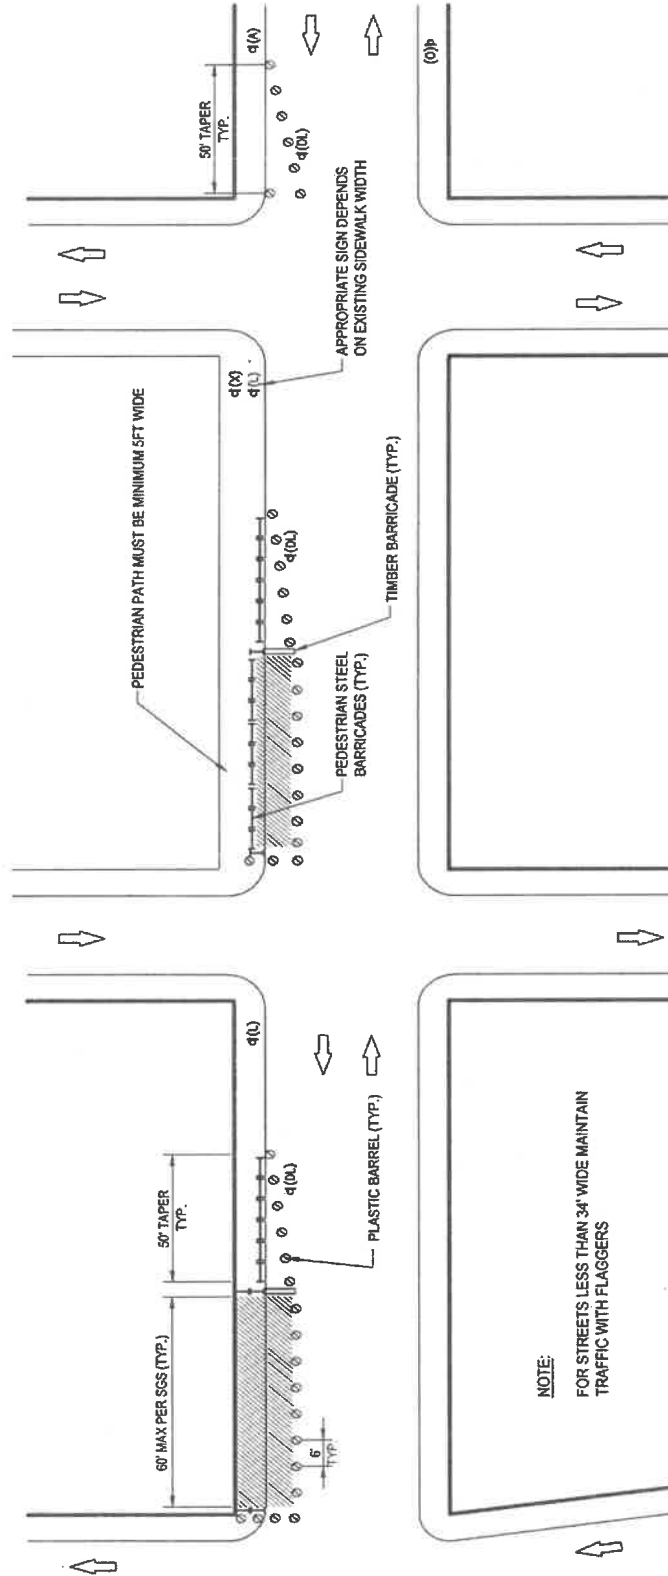 60' MAX PER SGS (TYP.)
50' TAPER
TYP.
(L)
(DL)
6'
TYP.
PLASTIC BARREL (TYP.)
NOTE:
FOR STREETS LESS THAN 34' WIDE MAINTAIN
TRAFFIC WITH FLAGGERS
PEDESTRIAN PATH MUST BE MINIMUM 5FT WIDE
(X)
(L)
(DL)
PEDESTRIAN STEEL
BARRICADES (TYP.)
TIMBER BARRICADE (TYP.)
APPROPRIATE SIGN DEPENDS
ON EXISTING SIDEWALK WIDTH
50' TAPER
TYP.
(A)
(DL)
(O)